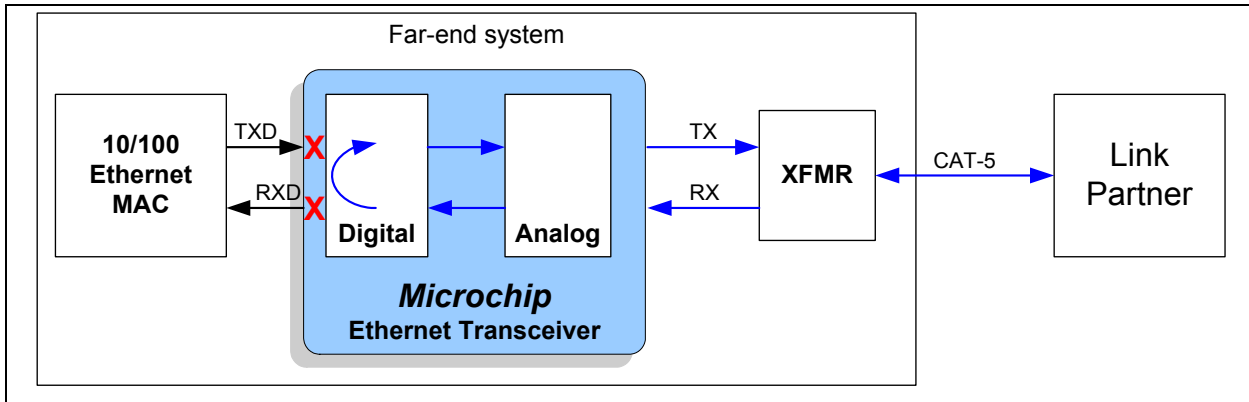 Far-end system
10/100
Ethernet
MAC
TXD
RXD
X
X
Digital
Analog
Microchip
Ethernet Transceiver
TX
RX
XFMR
CAT-5
Link
Partner